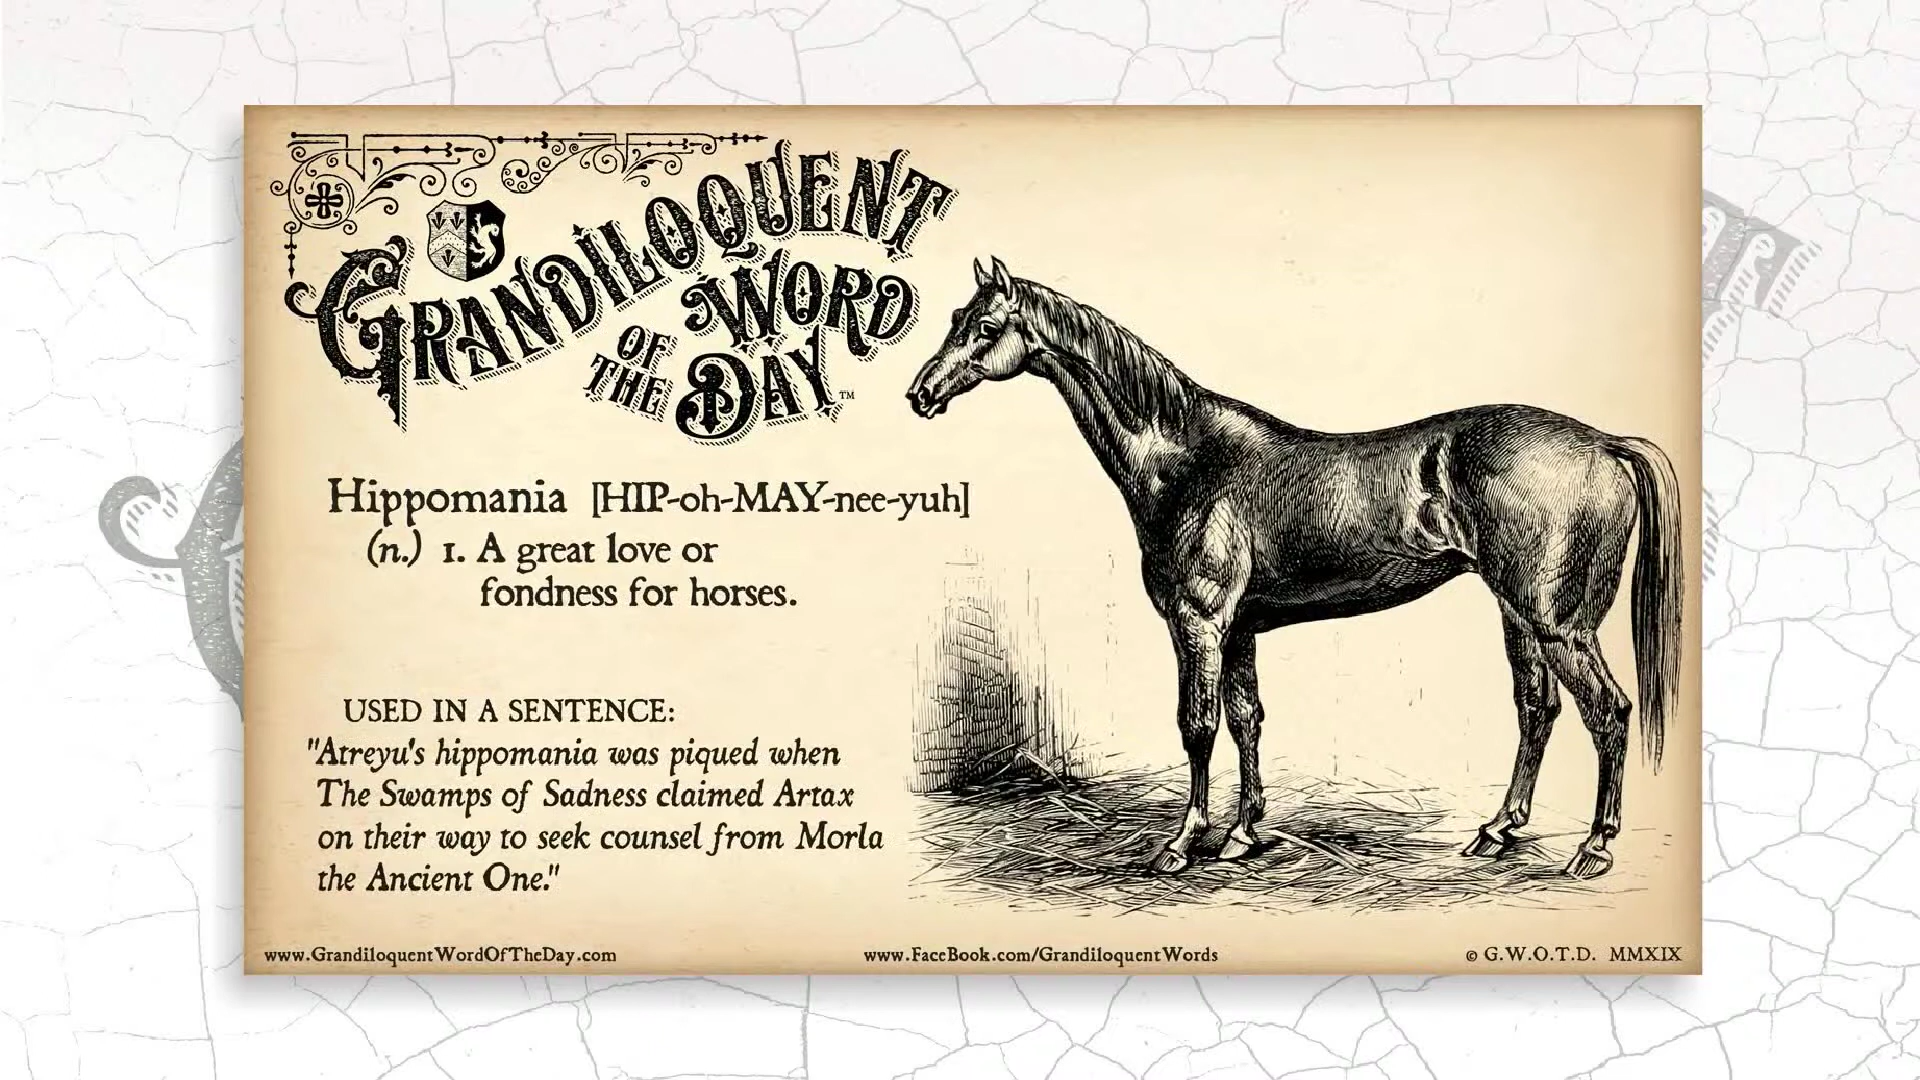 GRANDILOQUENT
WORD
OF
THE
DAY™
Hippomania [HIP-oh-MAY-nee-yuh]
(n.) 1. A great love or
fondness for horses.
USED IN A SENTENCE:
"Atreyu's hippomania was piqued when
The Swamps of Sadness claimed Artax
on their way to seek counsel from Morla
the Ancient One."
www.GrandiloquentWordOfTheDay.com
www.FaceBook.com/GrandiloquentWords
© G.W.O.T.D. MMXIX